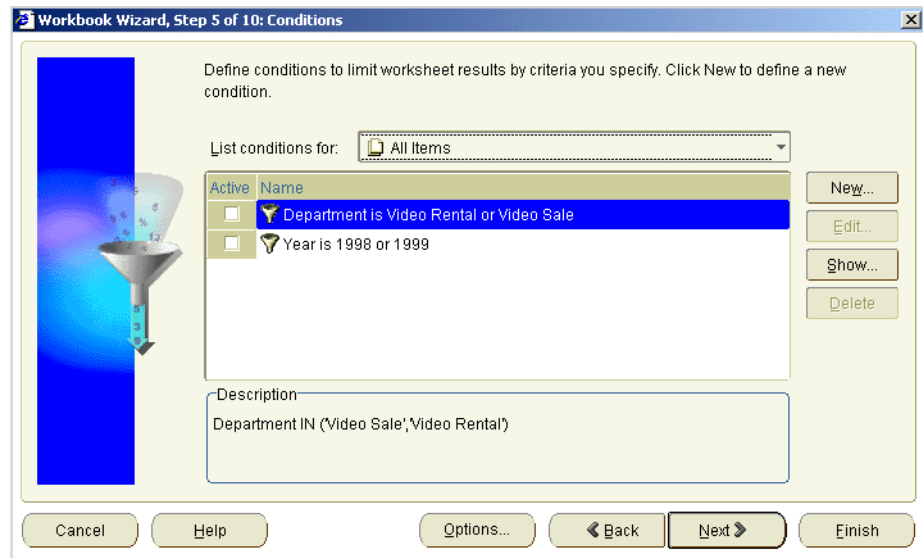 Workbook Wizard, Step 5 of 10: Conditions
Define conditions to limit worksheet results by criteria you specify. Click New to define a new
condition.
List conditions for: All Items
Active Name
New...
Department is Video Rental or Video Sale
Edit...
Year is 1998 or 1999
Show...
Delete
Description
Department IN ('Video Sale','Video Rental')
Cancel Help Options... Back Next Finish